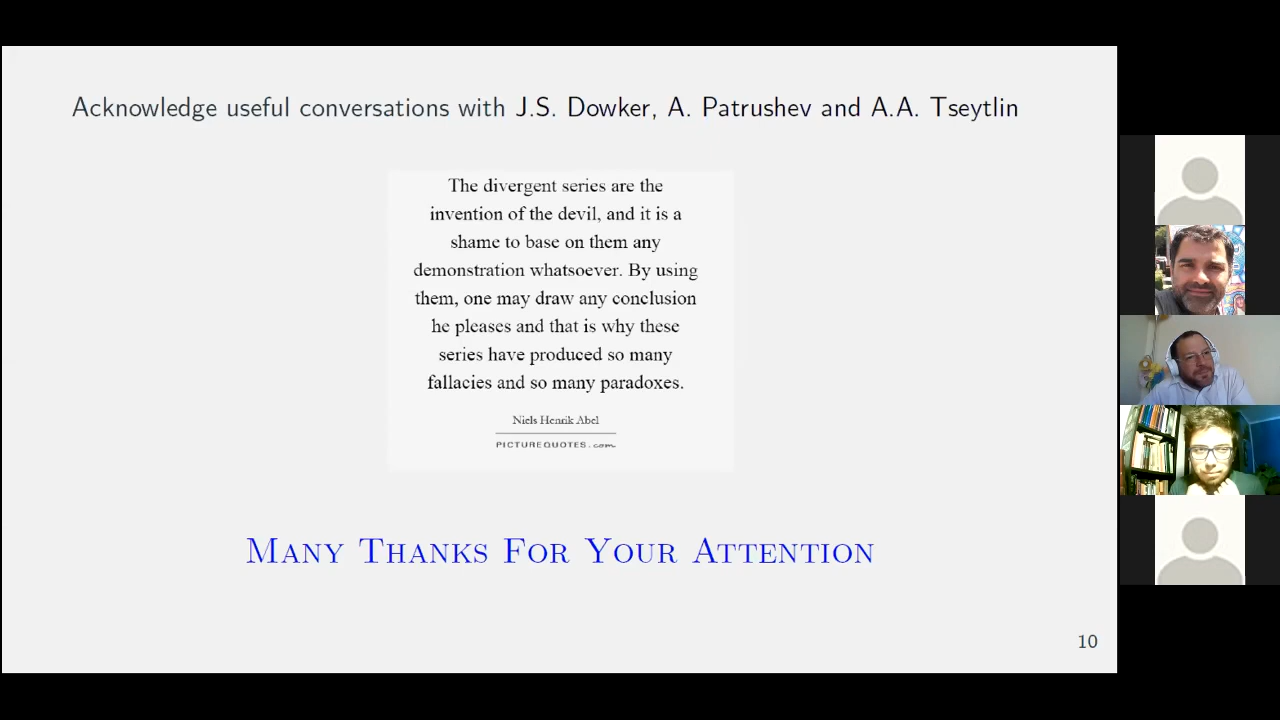 Acknowledge useful conversations with J.S. Dowker, A. Patrushev and A.A. Tseytlin
The divergent series are the
invention of the devil, and it is a
shame to base on them any
demonstration whatsoever. By using
them, one may draw any conclusion
he pleases and that is why these
series have produced so many
fallacies and so many paradoxes.
Niels Henrik Abel
PICTUREQUOTES.com
Many Thanks For Your Attention
10